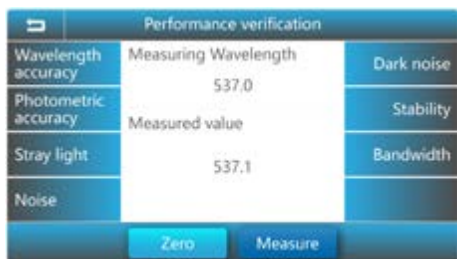 Performance verification
Wavelength
accuracy
Photometric
accuracy
Stray light
Noise
Measuring Wavelength
537.0
Measured value
537.1
Dark noise
Stability
Bandwidth
Zero
Measure